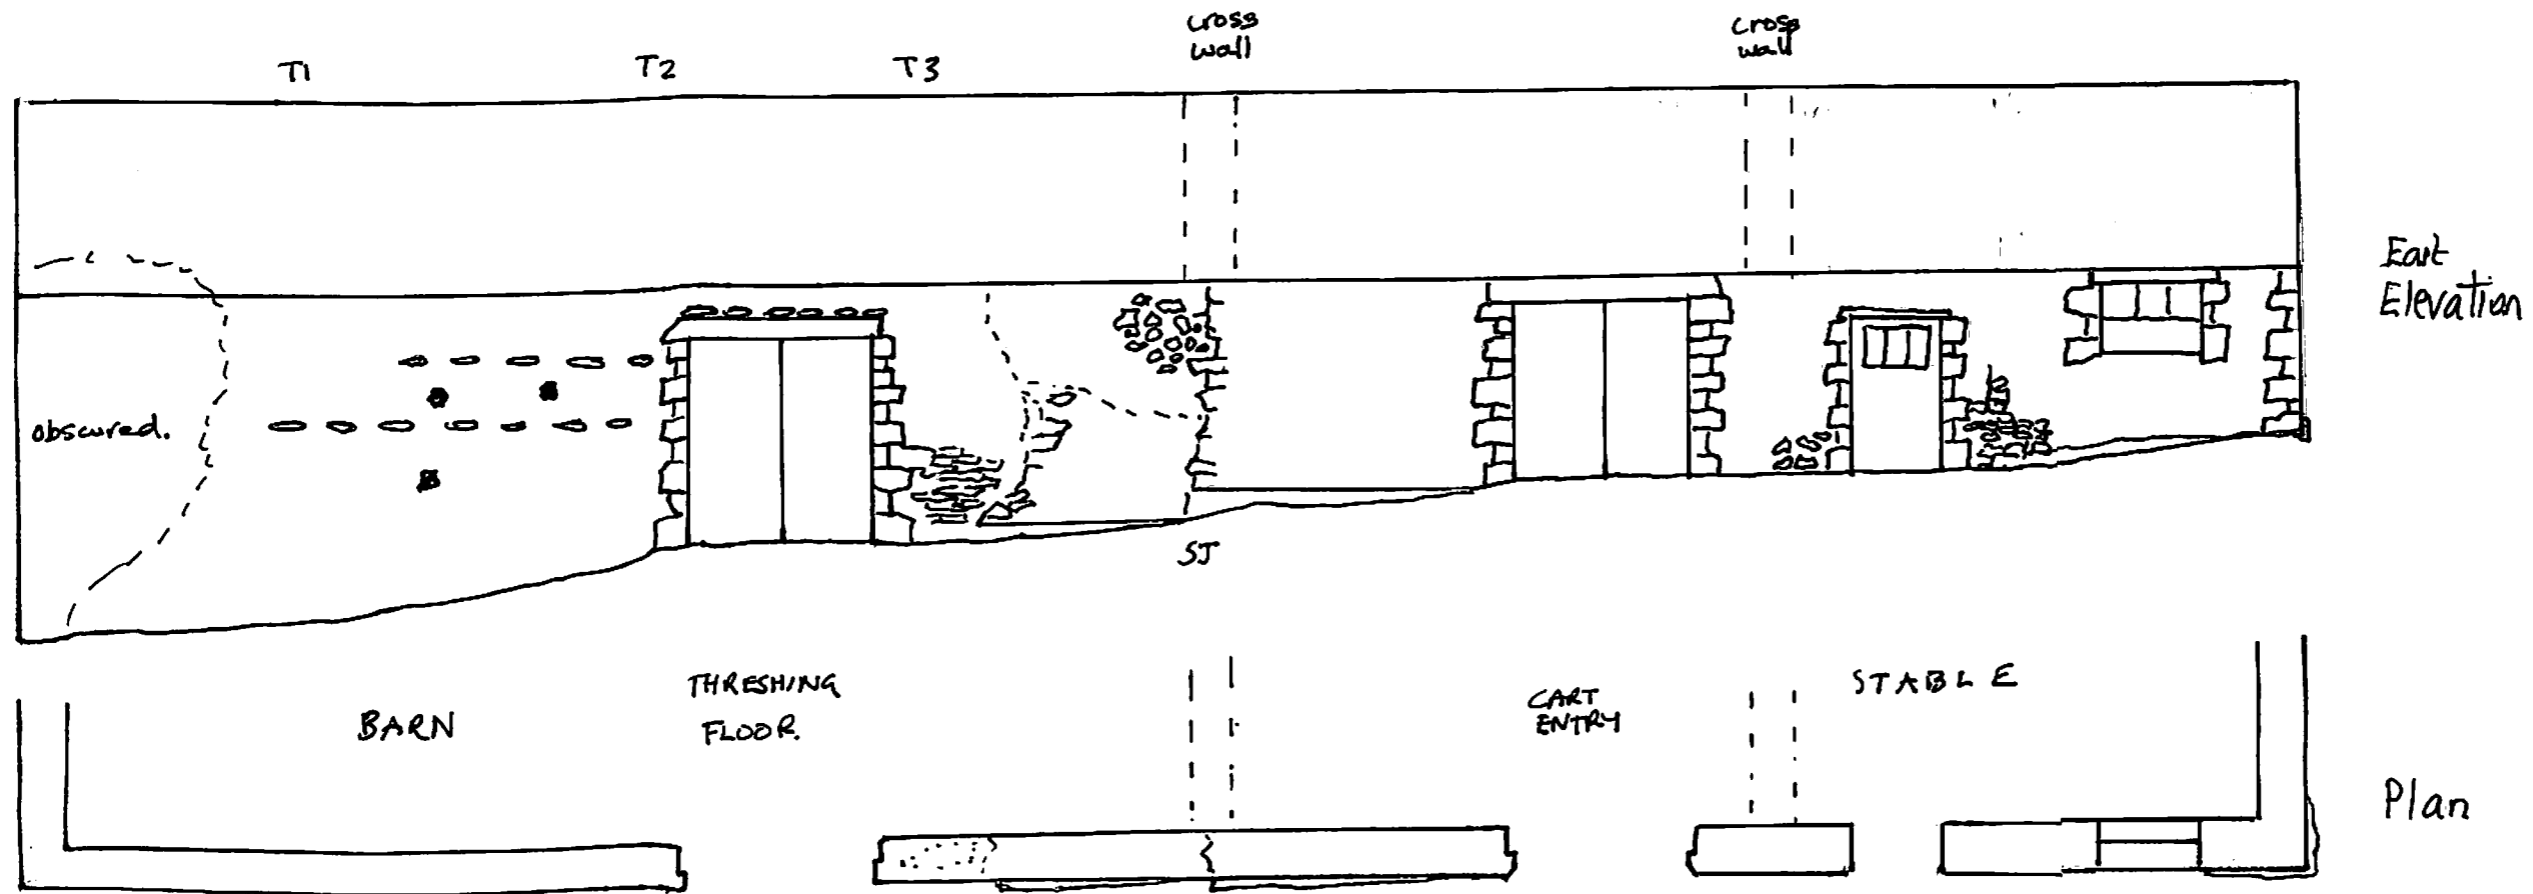 T1
T2
T3
cross
wall
cross
wall
East
Elevation
obscured.
SJ
BARN
THRESHING
FLOOR.
CART
ENTRY
STABLE
Plan